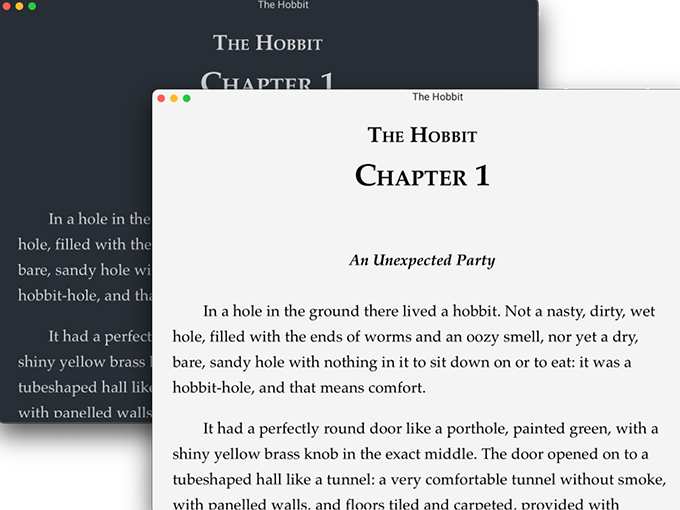 The Hobbit
The Hobbit
Chapter 1
In a hole in the
hole, filled with the
bare, sandy hole wi
hobbit-hole, and tha
It had a perfect
shiny yellow brass
tubeshaped hall like
with panelled walls
The Hobbit
The Hobbit
Chapter 1
An Unexpected Party
In a hole in the ground there lived a hobbit. Not a nasty, dirty, wet
hole, filled with the ends of worms and an oozy smell, nor yet a dry,
bare, sandy hole with nothing in it to sit down on or to eat: it was a
hobbit-hole, and that means comfort.
It had a perfectly round door like a porthole, painted green, with a
shiny yellow brass knob in the exact middle. The door opened on to a
tubeshaped hall like a tunnel: a very comfortable tunnel without smoke,
with panelled walls, and floors tiled and carpeted, provided with